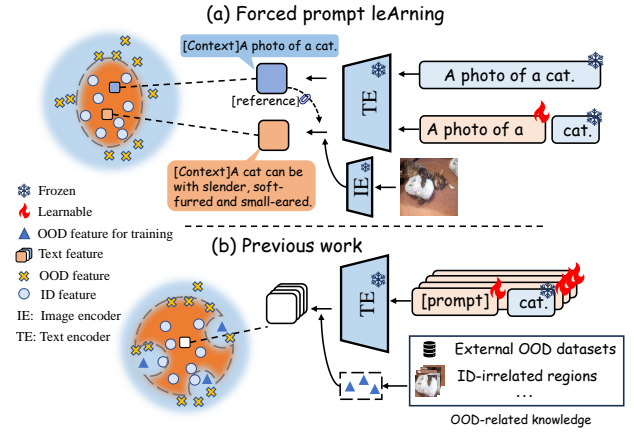 (a) Forced prompt leArning
[Context]A photo of a cat.
[reference]
TE
A photo of a cat.
A photo of a
cat.
[Context]A cat can be
with slender, soft-
furred and small-eared.
IE
Frozen
Learnable
OOD feature for training
Text feature
OOD feature
ID feature
IE: Image encoder
TE: Text encoder
(b) Previous work
TE
[prompt]
cat.
External OOD datasets
ID-irrelated regions
...
OOD-related knowledge